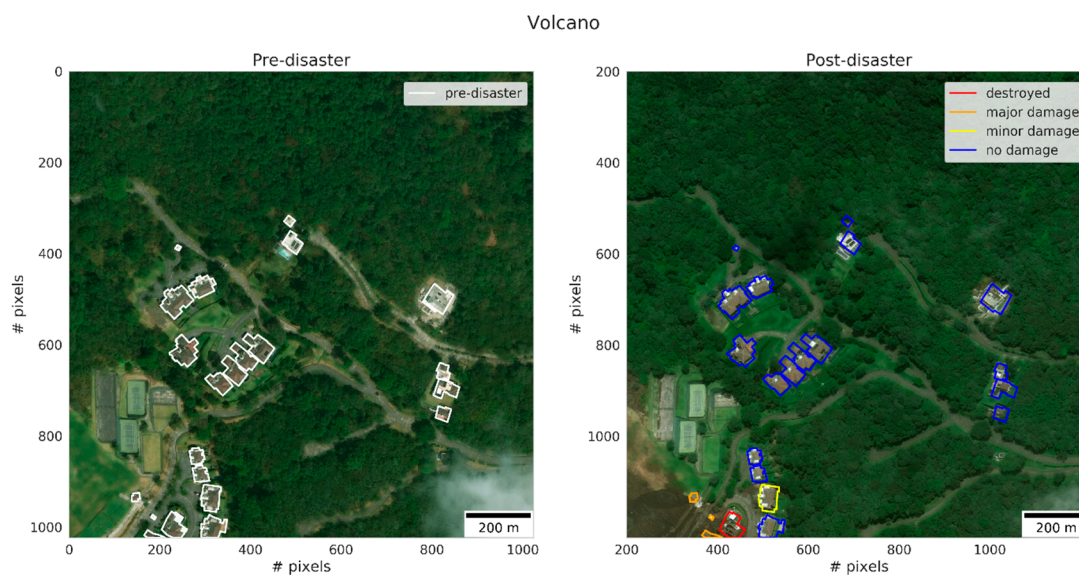 Volcano
Pre-disaster
0
200
400
600
800
1000
# pixels
pre-disaster
200 m
0 200 400 600 800 1000
# pixels
Post-disaster
200
400
600
800
1000
# pixels
destroyed
major damage
minor damage
no damage
200 m
200 400 600 800 1000
# pixels